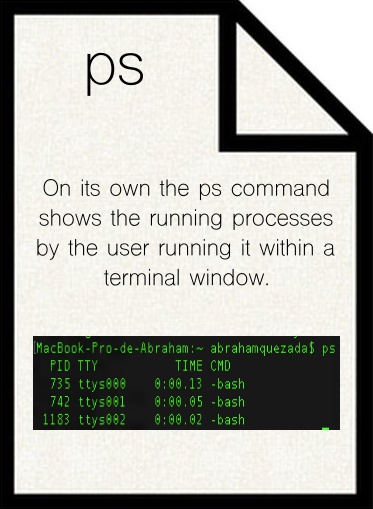 ps
On its own the ps command
shows the running processes
by the user running it within a
terminal window.
[MacBook-Pro-de-Abraham:~ abrahamquezada$ ps
PID TTY TIME CMD
735 ttys000 0:00.13 -bash
742 ttys001 0:00.05 -bash
1183 ttys002 0:00.02 -bash